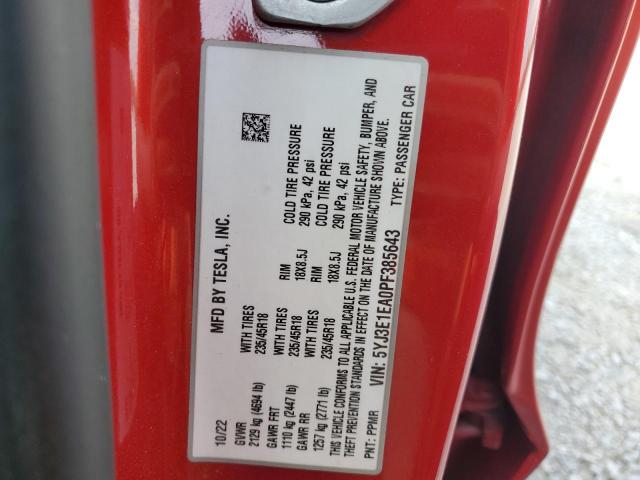 MFD BY TESLA, INC.
10/22
GVWR
2129 kg (4694 lb)
GAWR FRT WITH TIRES RIM COLD TIRE PRESSURE
1110 kg (2447 lb) 235/45R18 18X8.5J 290 kPa, 42 psi
GAWR RR WITH TIRES RIM COLD TIRE PRESSURE
1257 kg (2771 lb) 235/45R18 18X8.5J 290 kPa, 42 psi
THIS VEHICLE CONFORMS TO ALL APPLICABLE U.S. FEDERAL MOTOR VEHICLE SAFETY, BUMPER, AND
THEFT PREVENTION STANDARDS IN EFFECT ON THE DATE OF MANUFACTURE SHOWN ABOVE.
PNT: PPMR VIN: 5YJ3E1EA0PF385643 TYPE: PASSENGER CAR